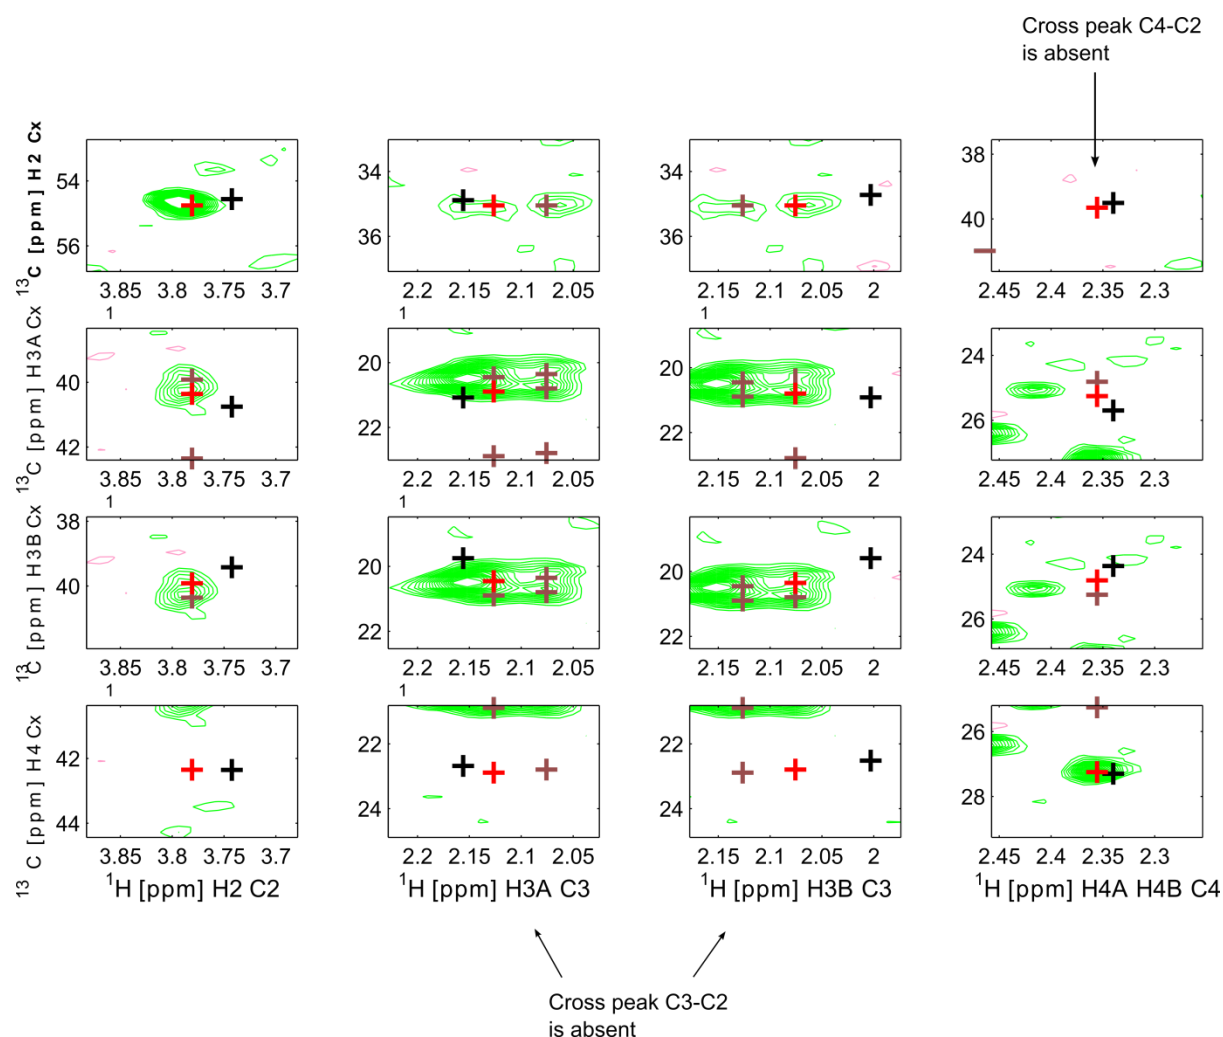 Cross peak C4-C2
is absent
13C [ppm] H2 Cx
54
56
3.85 3.8 3.75 3.7
1
34
36
2.2 2.15 2.1 2.05
1
34
36
2.15 2.1 2.05 2
1
38
40
2.45 2.4 2.35 2.3
13C [ppm] H3A Cx
40
42
3.85 3.8 3.75 3.7
1
20
22
2.2 2.15 2.1 2.05
1
20
22
2.15 2.1 2.05 2
24
26
2.45 2.4 2.35 2.3
13C [ppm] H3B Cx
38
40
3.85 3.8 3.75 3.7
1
20
22
2.2 2.15 2.1 2.05
1
20
22
2.15 2.1 2.05 2
24
26
2.45 2.4 2.35 2.3
13 C [ppm] H4 Cx
42
44
3.85 3.8 3.75 3.7
1H [ppm] H2 C2
22
24
2.2 2.15 2.1 2.05
1H [ppm] H3A C3
22
24
2.15 2.1 2.05 2
1H [ppm] H3B C3
26
28
2.45 2.4 2.35 2.3
1H [ppm] H4A H4B C4
Cross peak C3-C2
is absent